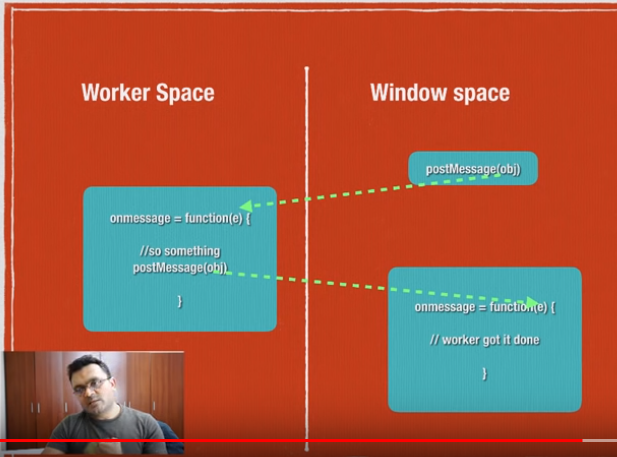 Worker Space
Window space
postMessage(obj)
onmessage = function(e) {
//so something
postMessage(obj)
}
onmessage = function(e) {
// worker got it done
}